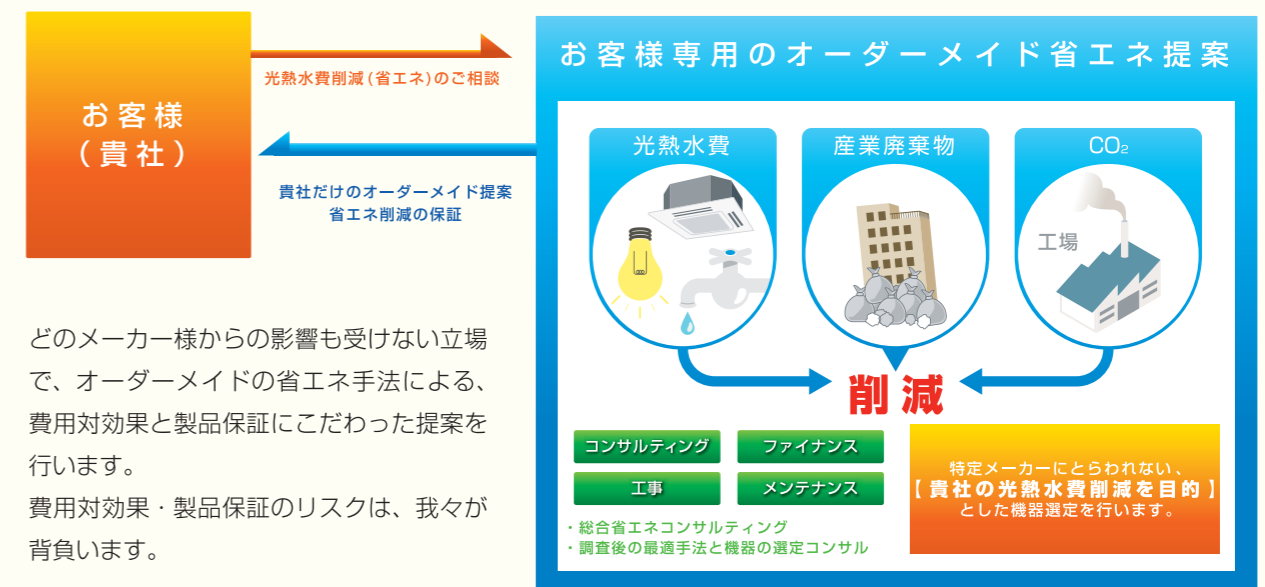 お客様
（貴社）
光熱水費削減(省エネ)のご相談
貴社だけのオーダーメイド提案
省エネ削減の保証
どのメーカー様からの影響も受けない立場
で、オーダーメイドの省エネ手法による、
費用対効果と製品保証にこだわった提案を
行います。
費用対効果・製品保証のリスクは、我々が
背負います。
お客様専用のオーダーメイド省エネ提案
光熱水費
産業廃棄物
CO₂
工場
削減
コンサルティング
ファイナンス
工事
メンテナンス
・総合省エネコンサルティング
・調査後の最適手法と機器の選定コンサル
特定メーカーにとらわれない、
【貴社の光熱水費削減を目的】
とした機器選定を行います。